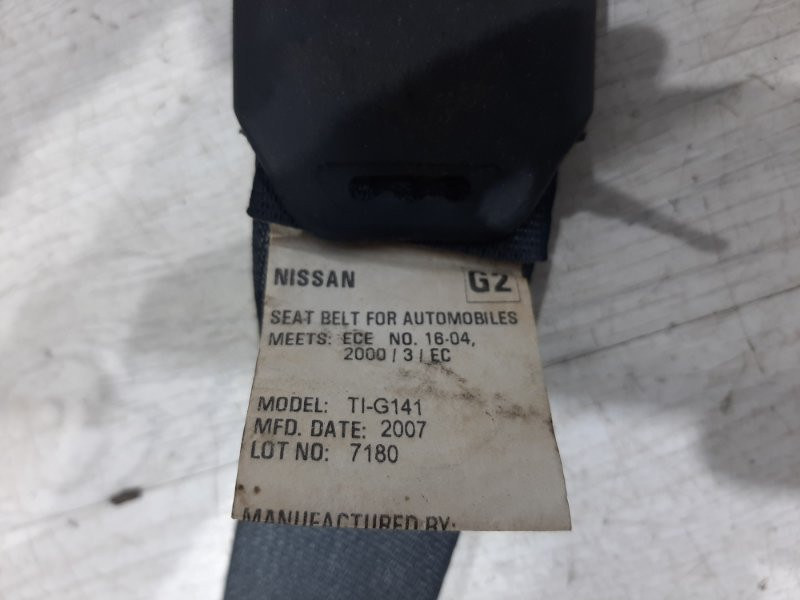 NISSAN G2
SEAT BELT FOR AUTOMOBILES
MEETS: ECE NO. 16-04,
2000 / 3 / EC
MODEL: TI-G141
MFD. DATE: 2007
LOT NO: 7180
MANUFACTURED BY: